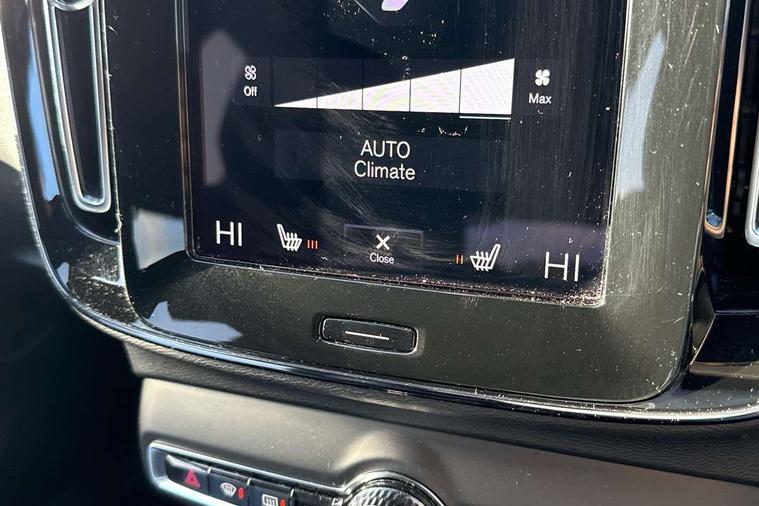 Off
Max
AUTO
Climate
HI
Close
HI